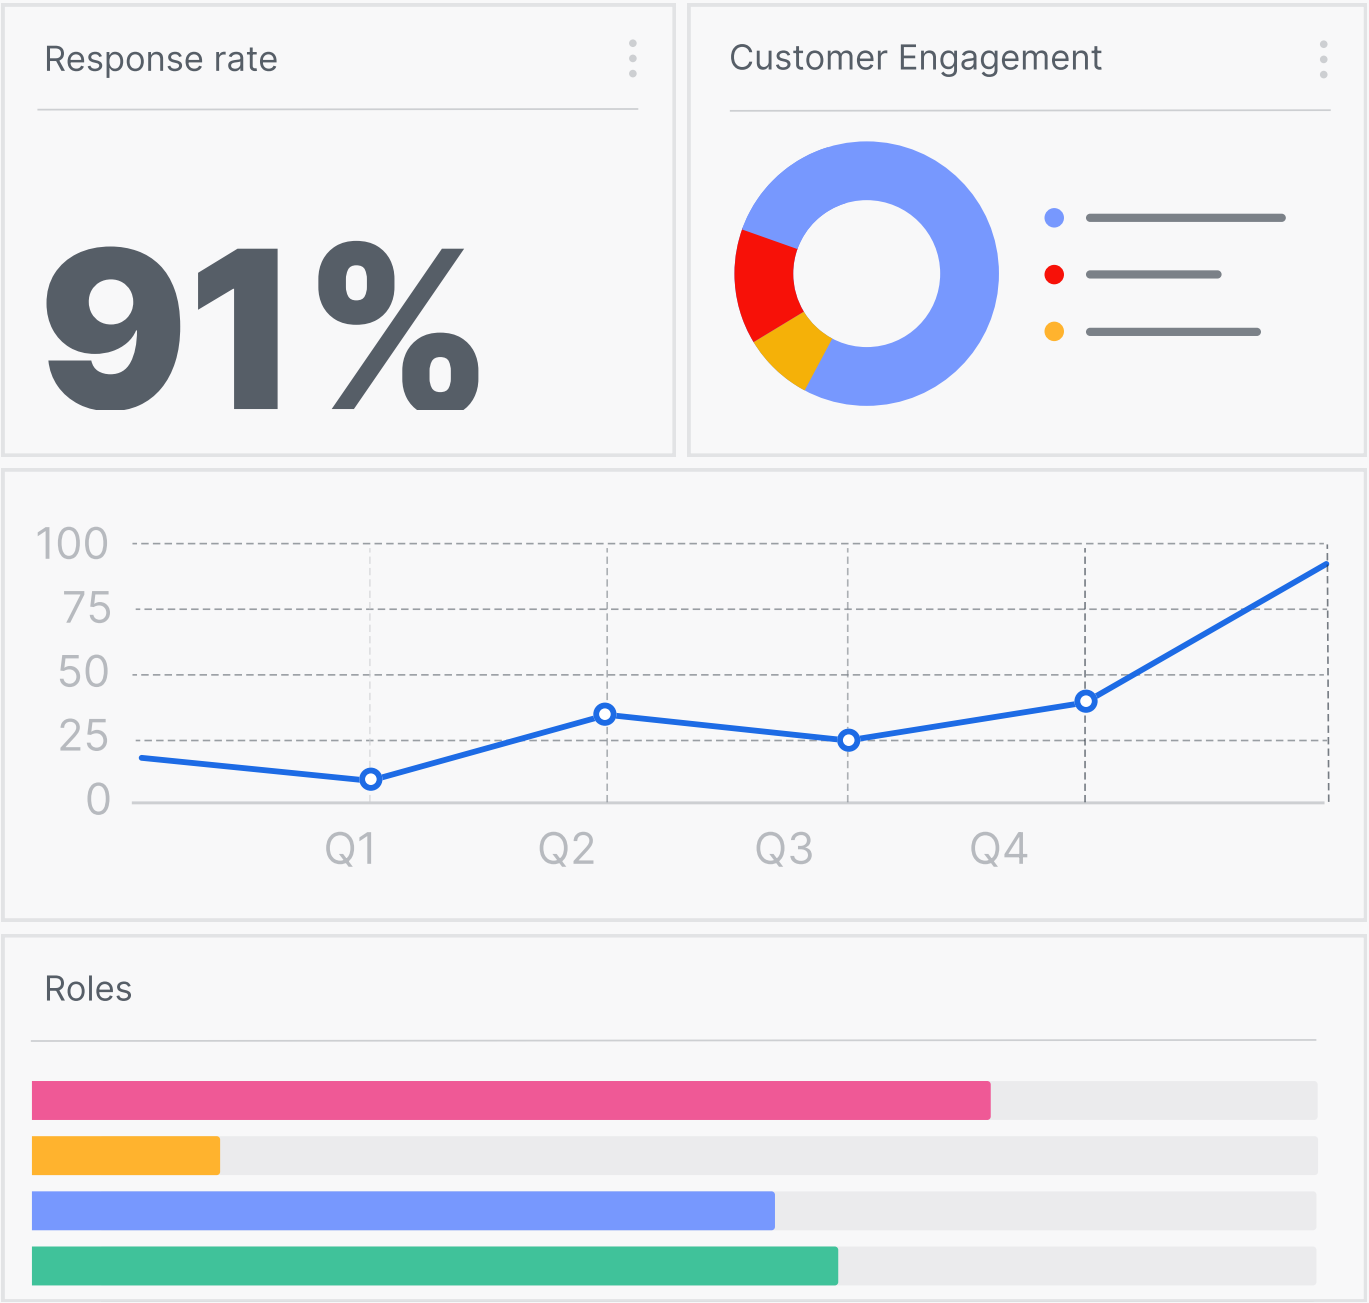 Response rate
Customer Engagement
91%
100
75
50
25
0
Q1 Q2 Q3 Q4
Roles